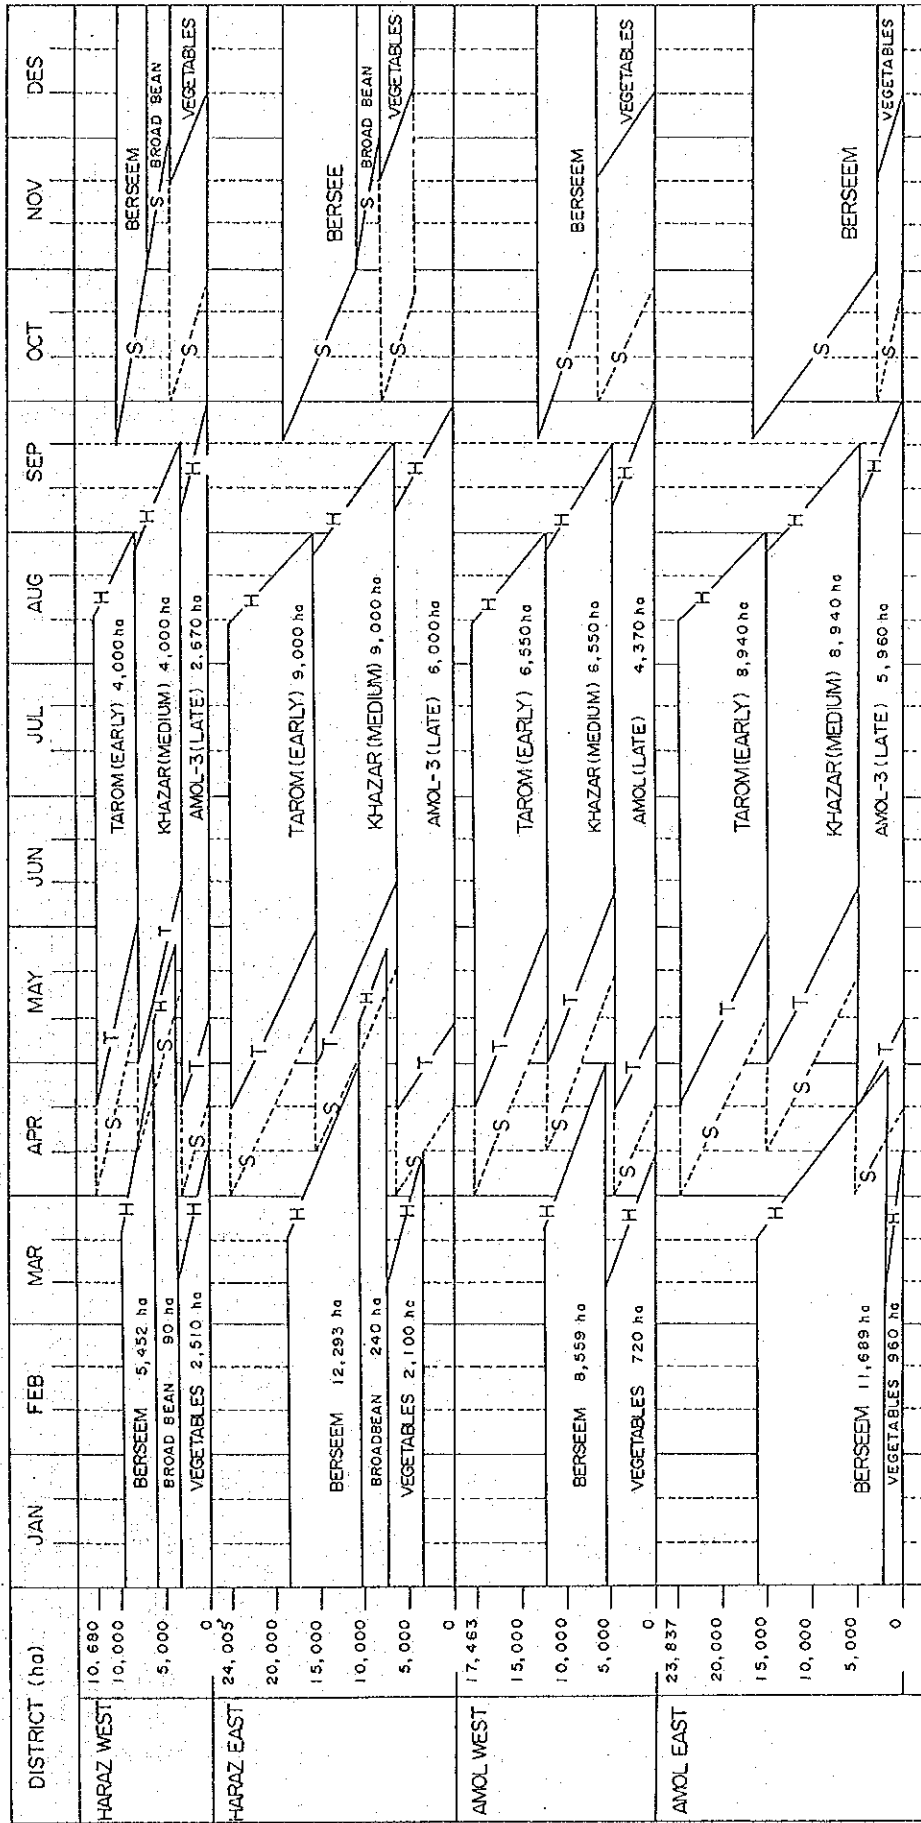 DISTRICT (ha)
JAN FEB MAR APR MAY JUN JUL AUG SEP OCT NOV DES
HARAZ WEST
10,680
10,000
5,000
0
BERSEEM 5,452 ha
BROAD BEAN 90 ha
VEGETABLES 2,510 ha
H
H
S
T
S
H
S
T
T
TAROM (EARLY) 4,000 ha
KHAZAR (MEDIUM) 4,000 ha
AMOL-3 (LATE) 2,670 ha
H
H
H
S
S
S
BERSEEM
BROAD BEAN
VEGETABLES
HARAZ EAST
24,005
20,000
15,000
10,000
5,000
0
BERSEEM 12,293 ha
BROADBEAN 240 ha
VEGETABLES 2,100 ha
H
H
S
S
S
T
T
H
T
TAROM (EARLY) 9,000 ha
KHAZAR (MEDIUM) 9,000 ha
AMOL-3 (LATE) 6,000 ha
H
H
H
S
S
S
BERSEE
BROAD BEAN
VEGETABLES
AMOL WEST
17,463
15,000
10,000
5,000
0
BERSEEM 8,559 ha
VEGETABLES 720 ha
H
H
S
S
S
T
T
T
TAROM (EARLY) 6,550 ha
KHAZAR (MEDIUM) 6,550 ha
AMOL (LATE) 4,370 ha
H
H
H
S
S
BERSEEM
VEGETABLES
AMOL EAST
23,837
20,000
15,000
10,000
5,000
0
BERSEEM 11,689 ha
VEGETABLES 960 ha
H
H
S
S
S
T
T
T
TAROM (EARLY) 8,940 ha
KHAZAR (MEDIUM) 8,940 ha
AMOL-3 (LATE) 5,960 ha
H
H
H
S
S
BERSEEM
VEGETABLES